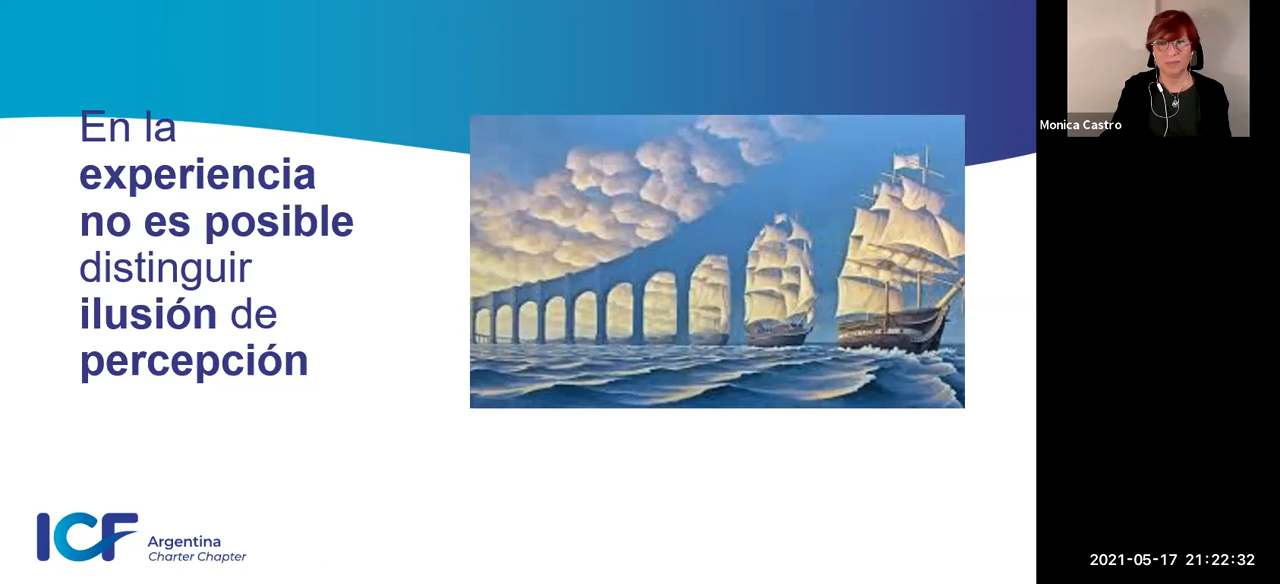 En la
experiencia
no es posible
distinguir
ilusión de
percepción
ICF
Argentina
Charter Chapter
Monica Castro
2021-05-17 21:22:32